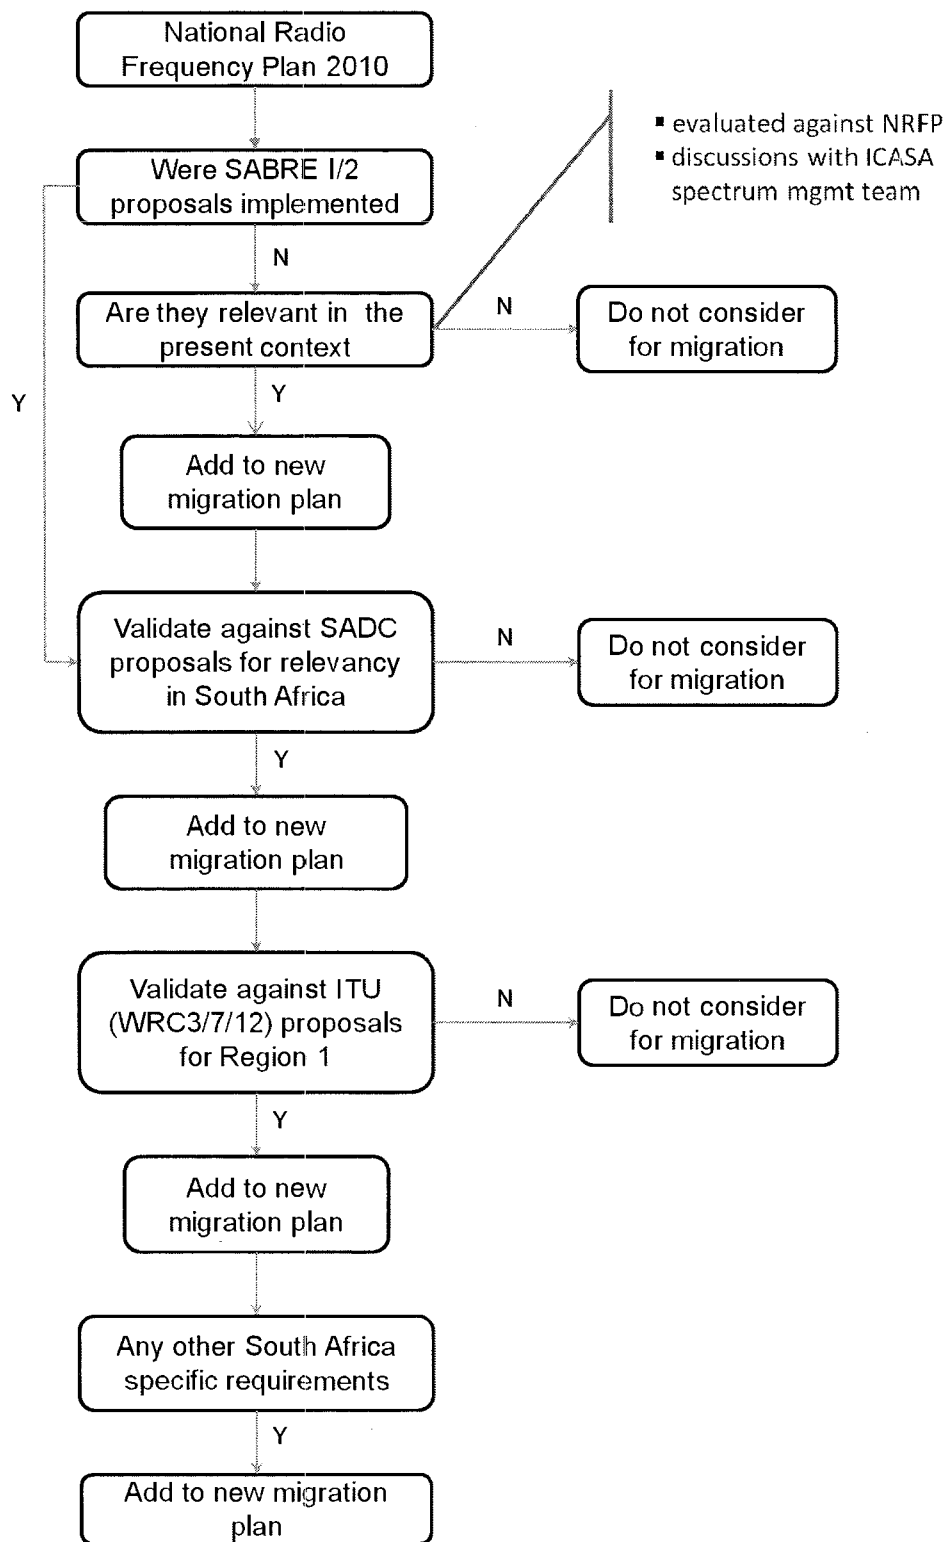 National Radio
Frequency Plan 2010
▪ evaluated against NRFP
▪ discussions with ICASA
spectrum mgmt team
Were SABRE I/2
proposals implemented
N
Are they relevant in the
present context
N
Do not consider
for migration
Y
Y
Add to new
migration plan
Validate against SADC
proposals for relevancy
in South Africa
N
Do not consider
for migration
Y
Add to new
migration plan
Validate against ITU
(WRC3/7/12) proposals
for Region 1
N
Do not consider
for migration
Y
Add to new
migration plan
Any other South Africa
specific requirements
Y
Add to new migration
plan